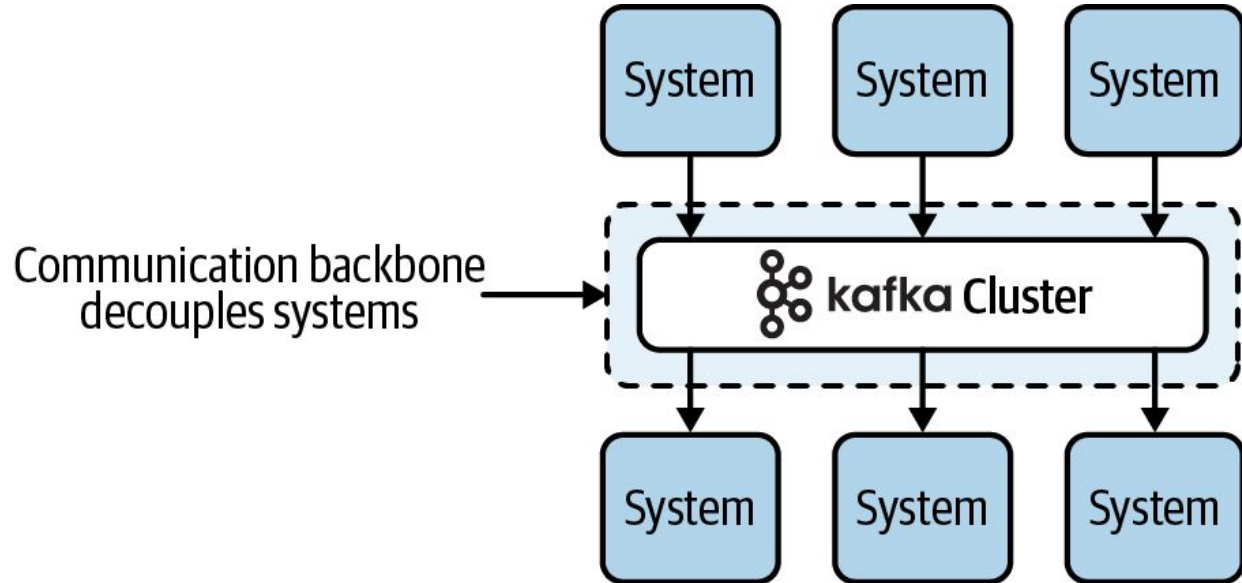 System
System
System
Communication backbone
decouples systems
kafka Cluster
System
System
System